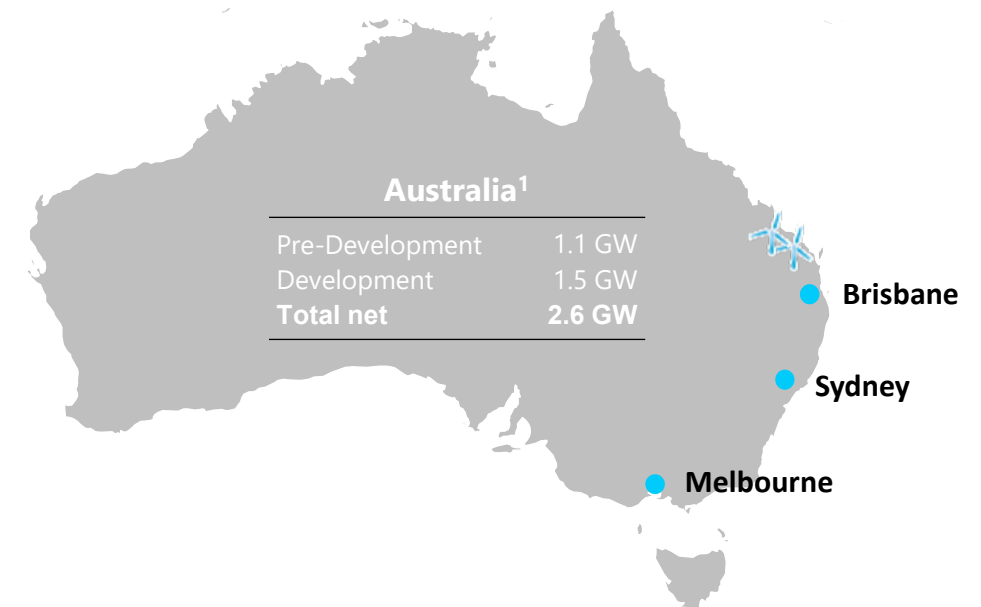 Australia¹
Pre-Development 1.1 GW
Development 1.5 GW
Total net 2.6 GW
Brisbane
Sydney
Melbourne